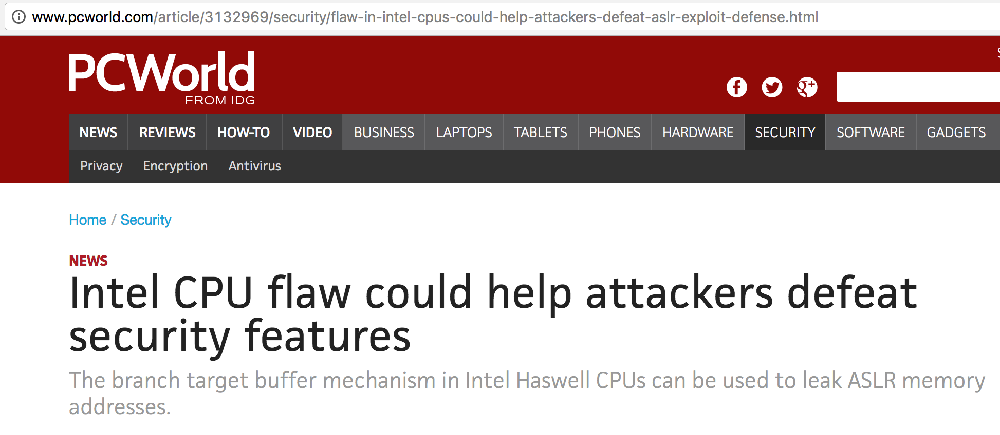 www.pcworld.com/article/3132969/security/flaw-in-intel-cpus-could-help-attackers-defeat-aslr-exploit-defense.html
PCWorld
FROM IDG
NEWS REVIEWS HOW-TO VIDEO BUSINESS LAPTOPS TABLETS PHONES HARDWARE SECURITY SOFTWARE GADGETS
Privacy Encryption Antivirus
Home / Security
NEWS
Intel CPU flaw could help attackers defeat
security features
The branch target buffer mechanism in Intel Haswell CPUs can be used to leak ASLR memory
addresses.